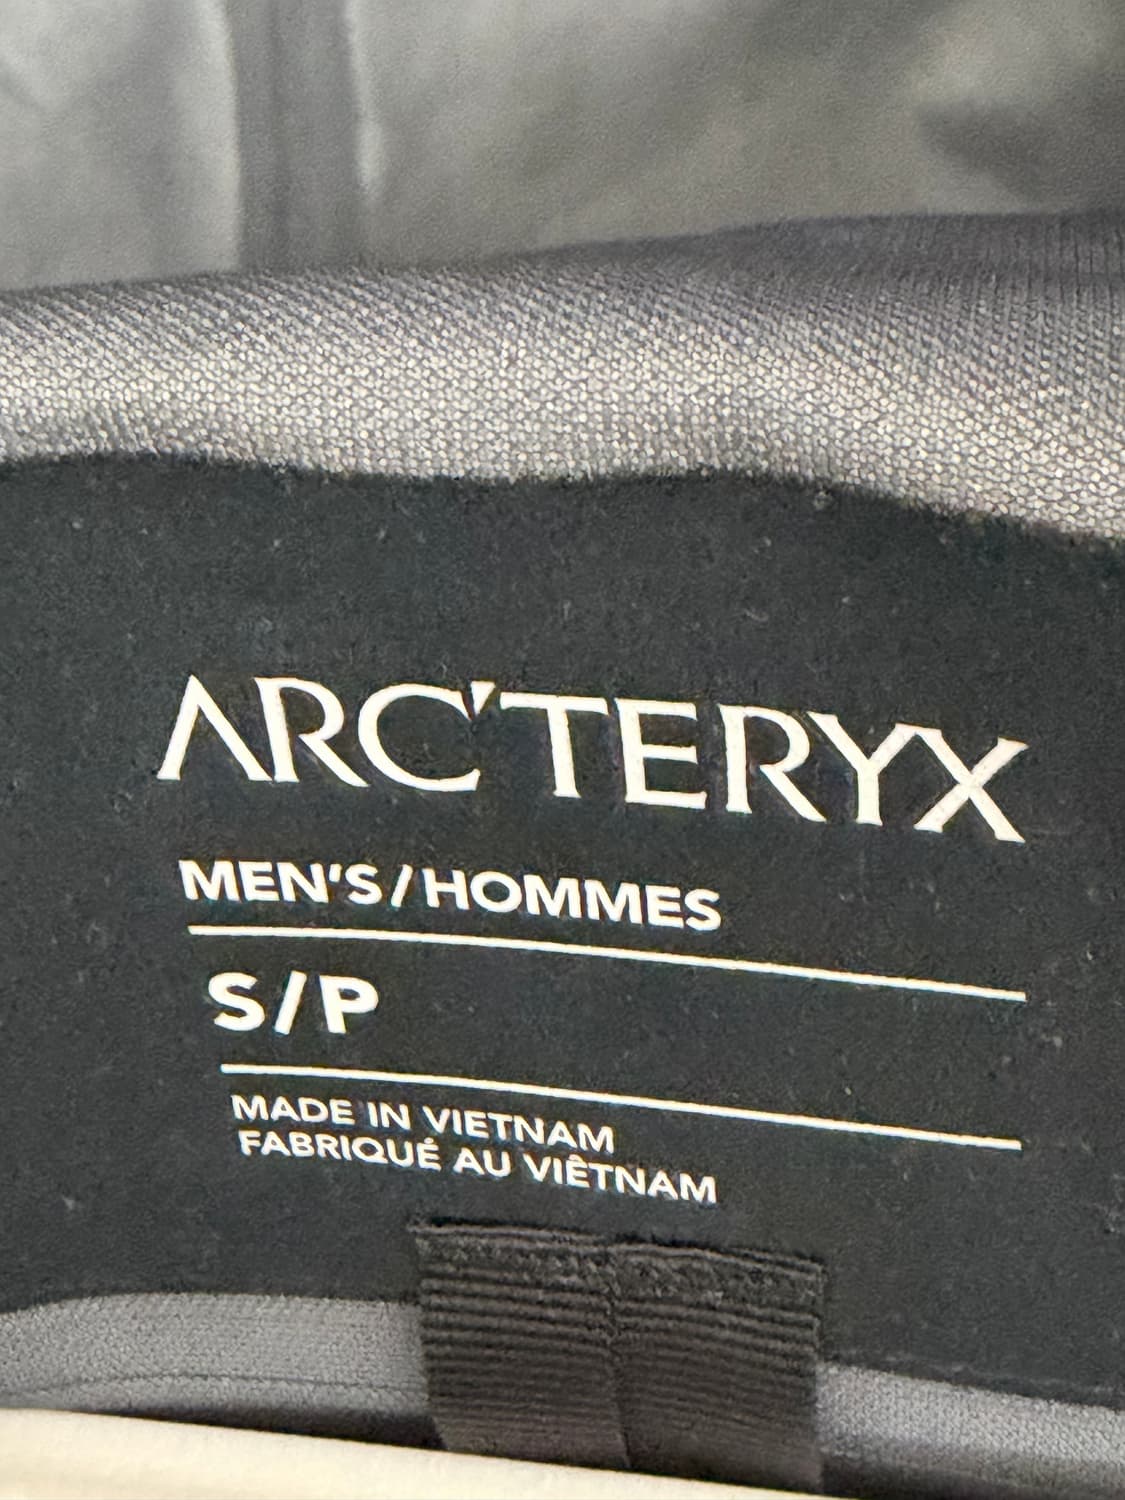 ARC'TERYX
MEN'S/HOMMES
S/P
MADE IN VIETNAM
FABRIQUÉ AU VIÊTNAM